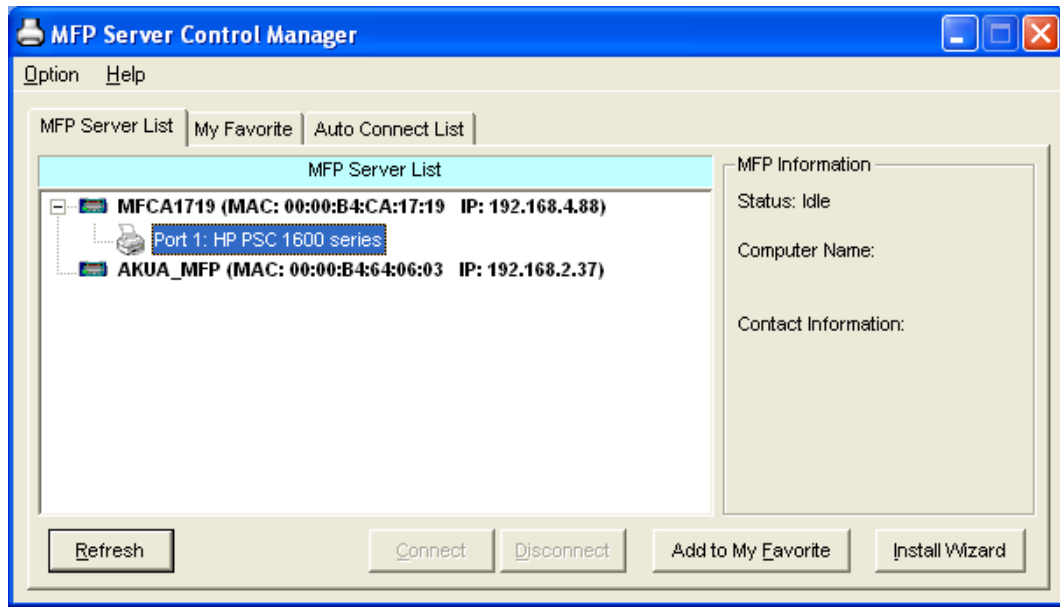 MFP Server Control Manager
Option Help
MFP Server List My Favorite Auto Connect List
MFP Server List
MFCA1719 (MAC: 00:00:B4:CA:17:19 IP: 192.168.4.88)
Port 1: HP PSC 1600 series
AKUA_MFP (MAC: 00:00:B4:64:06:03 IP: 192.168.2.37)
MFP Information
Status: Idle
Computer Name:
Contact Information:
Refresh Connect Disconnect Add to My Favorite Install Wizard